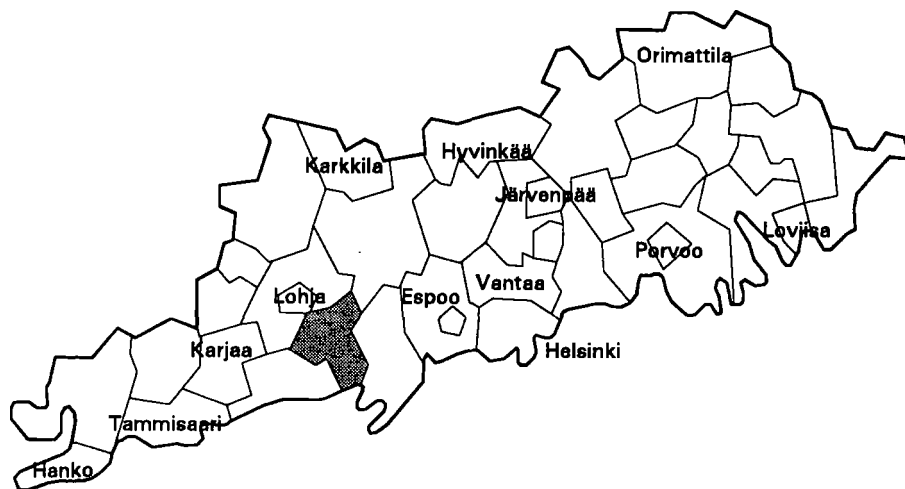 Orimattila
Karkkila
Hyvinkää
Järvenpää
Loviisa
Porvoo
Vantaa
Lohja
Espoo
Karjaa
Helsinki
Tammisaari
Hanko